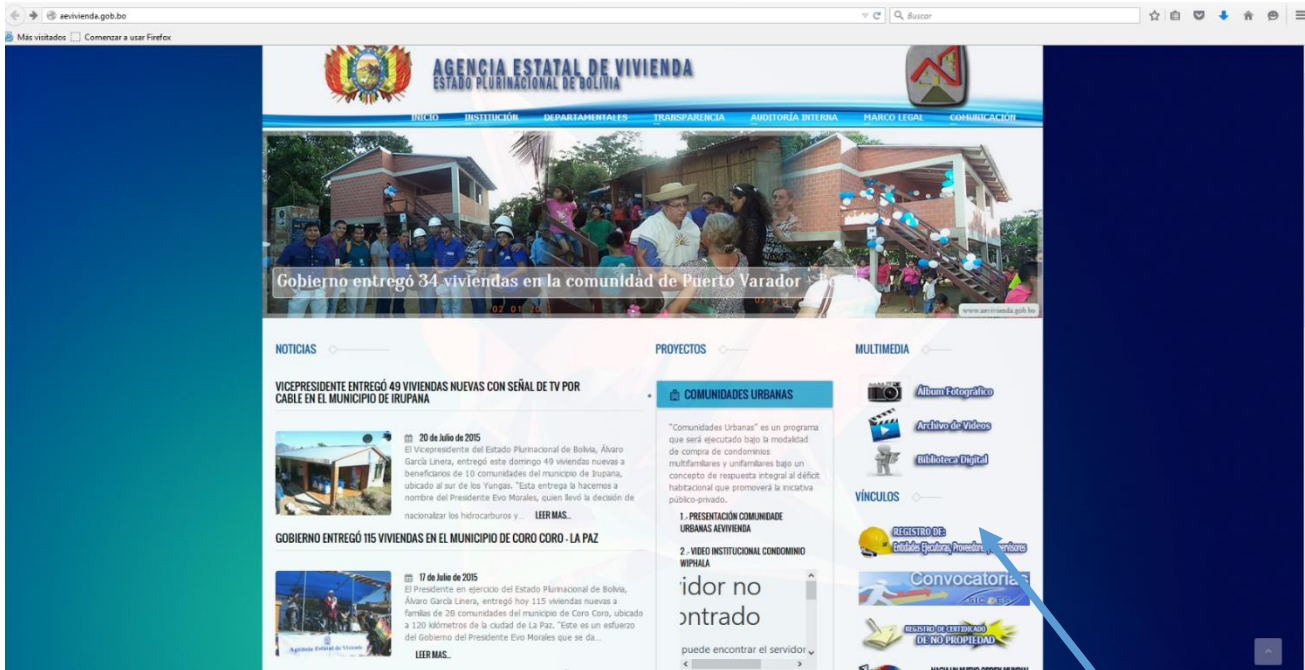 aevivienda.gob.bo
Buscar
Más visitados
Comenzar a usar Firefox
AGENCIA ESTATAL DE VIVIENDA
ESTADO PLURINACIONAL DE BOLIVIA
INICIO INSTITUCIÓN DEPARTAMENTALES TRANSPARENCIA AUDITORÍA INTERNA MARCO LEGAL COMUNICACIÓN
Gobierno entregó 34 viviendas en la comunidad de Puerto Varador
www.aevivienda.gob.bo
NOTICIAS
VICEPRESIDENTE ENTREGÓ 49 VIVIENDAS NUEVAS CON SEÑAL DE TV POR
CABLE EN EL MUNICIPIO DE IRUPANA
20 de Julio de 2015
El Vicepresidente del Estado Plurinacional de Bolivia, Álvaro
García Linera, entregó este domingo 49 viviendas nuevas a
beneficiarios de 10 comunidades del municipio de Irupana,
ubicado al sur de los Yungas. "Esta entrega la hacemos a
nombre del Presidente Evo Morales, quien llevó la decisión de
nacionalizar los hidrocarburos y... LEER MAS...
GOBIERNO ENTREGÓ 115 VIVIENDAS EN EL MUNICIPIO DE CORO CORO - LA PAZ
17 de Julio de 2015
El Presidente en ejercicio del Estado Plurinacional de Bolivia,
Álvaro García Linera, entregó hoy 115 viviendas nuevas a
familias de 28 comunidades del municipio de Coro Coro, ubicado
a 120 kilómetros de la ciudad de La Paz. "Este es un esfuerzo
del Gobierno del Presidente Evo Morales que se da...
LEER MAS...
Agencia Estatal de Vivienda
PROYECTOS
COMUNIDADES URBANAS
"Comunidades Urbanas" es un programa
que será ejecutado bajo la modalidad
de compra de condominios
multifamiliares y unifamiliares bajo un
concepto de respuesta integral al déficit
habitacional que promoverá la iniciativa
público-privado.
1.- PRESENTACIÓN COMUNIDADE
URBANAS AEVIVIENDA
2.- VIDEO INSTITUCIONAL CONDOMINIO
WIPHALA
idor no
ontrado
puede encontrar el servidor
MULTIMEDIA
Álbum Fotográfico
Archivo de Videos
Biblioteca Digital
VÍNCULOS
REGISTRO DE:
Entidades Ejecutoras, Proveedores y Supervisores
Convocatorias
SICOES
REGISTRO DE CERTIFICADO
DE NO PROPIEDAD
HACIA UN NUEVO ORDEN MUNDIAL